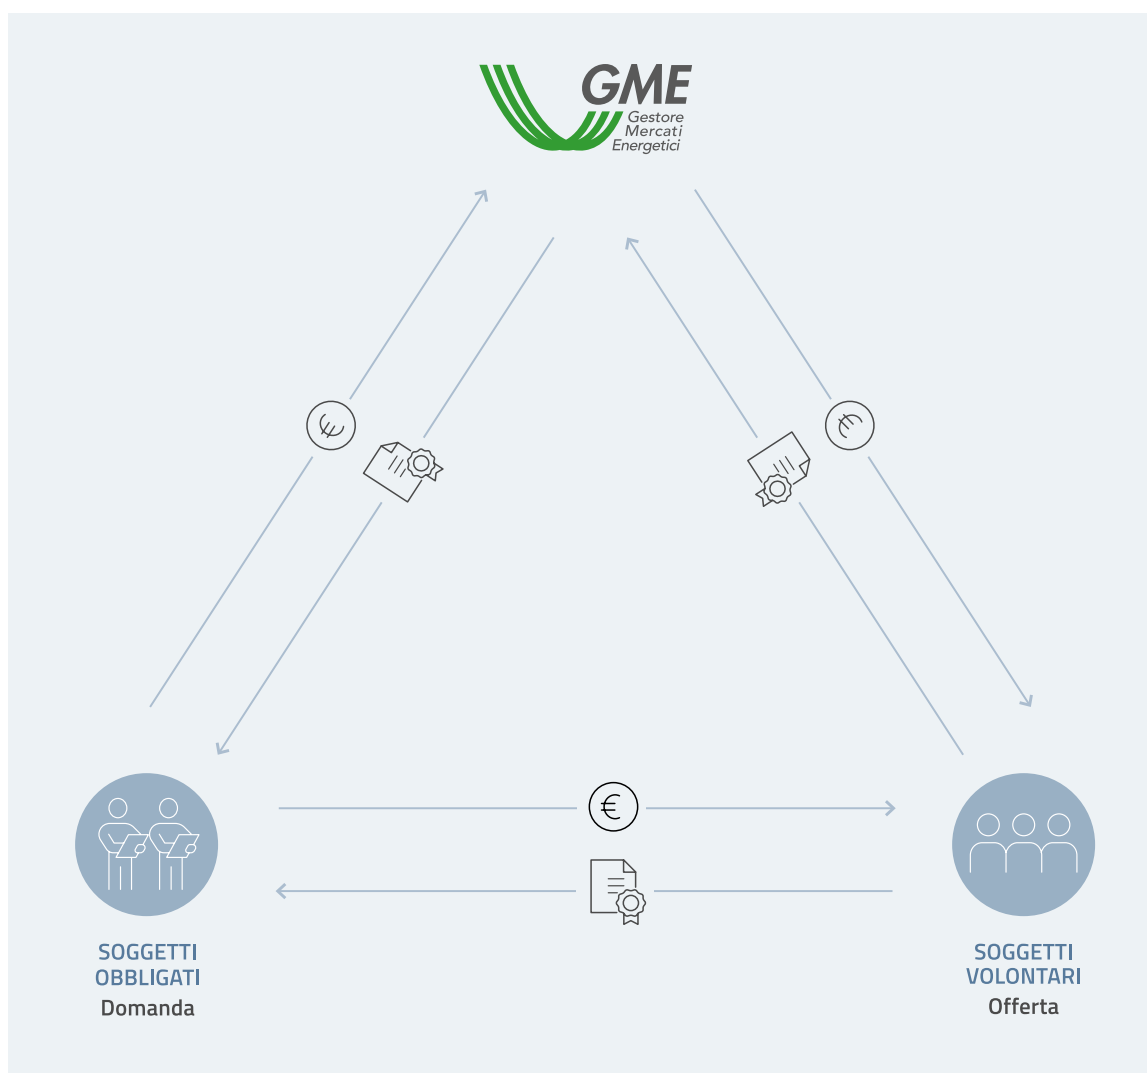 GME
Gestore
Mercati
Energetici
€
€
€
SOGGETTI
OBBLIGATI
Domanda
SOGGETTI
VOLONTARI
Offerta